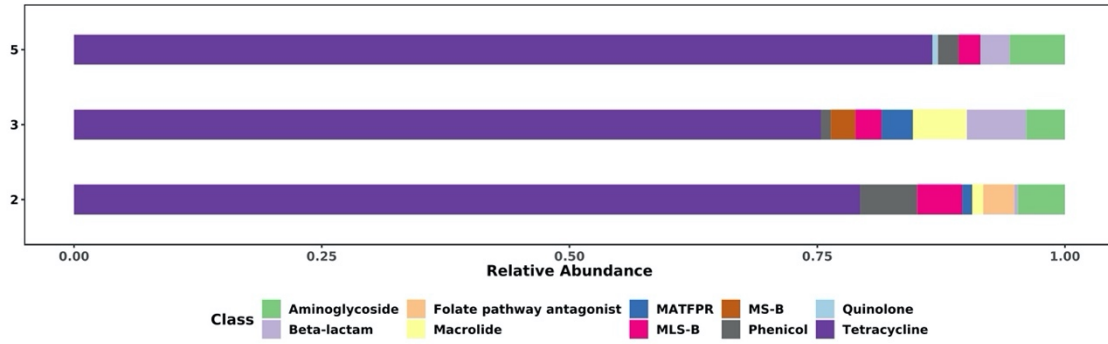 5
3
2
0.00 0.25 0.50 0.75 1.00
Relative Abundance
Class
Aminoglycoside Folate pathway antagonist MATFPR MS-B Quinolone
Beta-lactam Macrolide MLS-B Phenicol Tetracycline